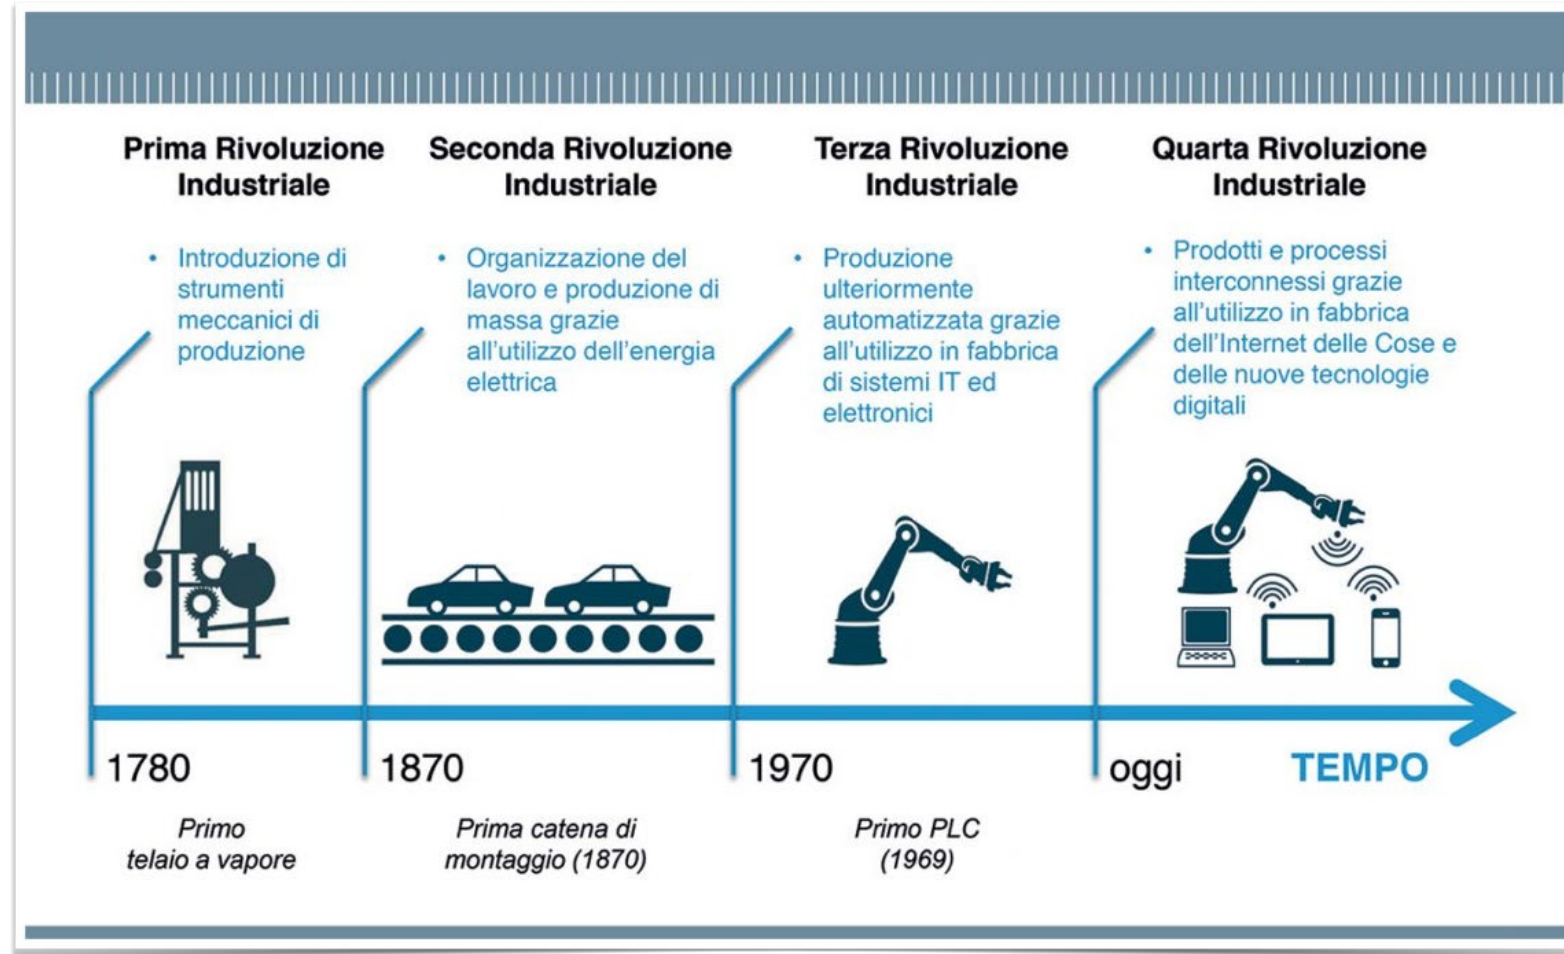 Prima Rivoluzione
Industriale
Introduzione di
strumenti
meccanici di
produzione
1780
Primo
telaio a vapore
Seconda Rivoluzione
Industriale
Organizzazione del
lavoro e produzione di
massa grazie
all'utilizzo dell'energia
elettrica
1870
Prima catena di
montaggio (1870)
Terza Rivoluzione
Industriale
Produzione
ulteriormente
automatizzata grazie
all'utilizzo in fabbrica
di sistemi IT ed
elettronici
1970
Primo PLC
(1969)
Quarta Rivoluzione
Industriale
Prodotti e processi
interconnessi grazie
all'utilizzo in fabbrica
dell'Internet delle Cose e
delle nuove tecnologie
digitali
oggi
TEMPO